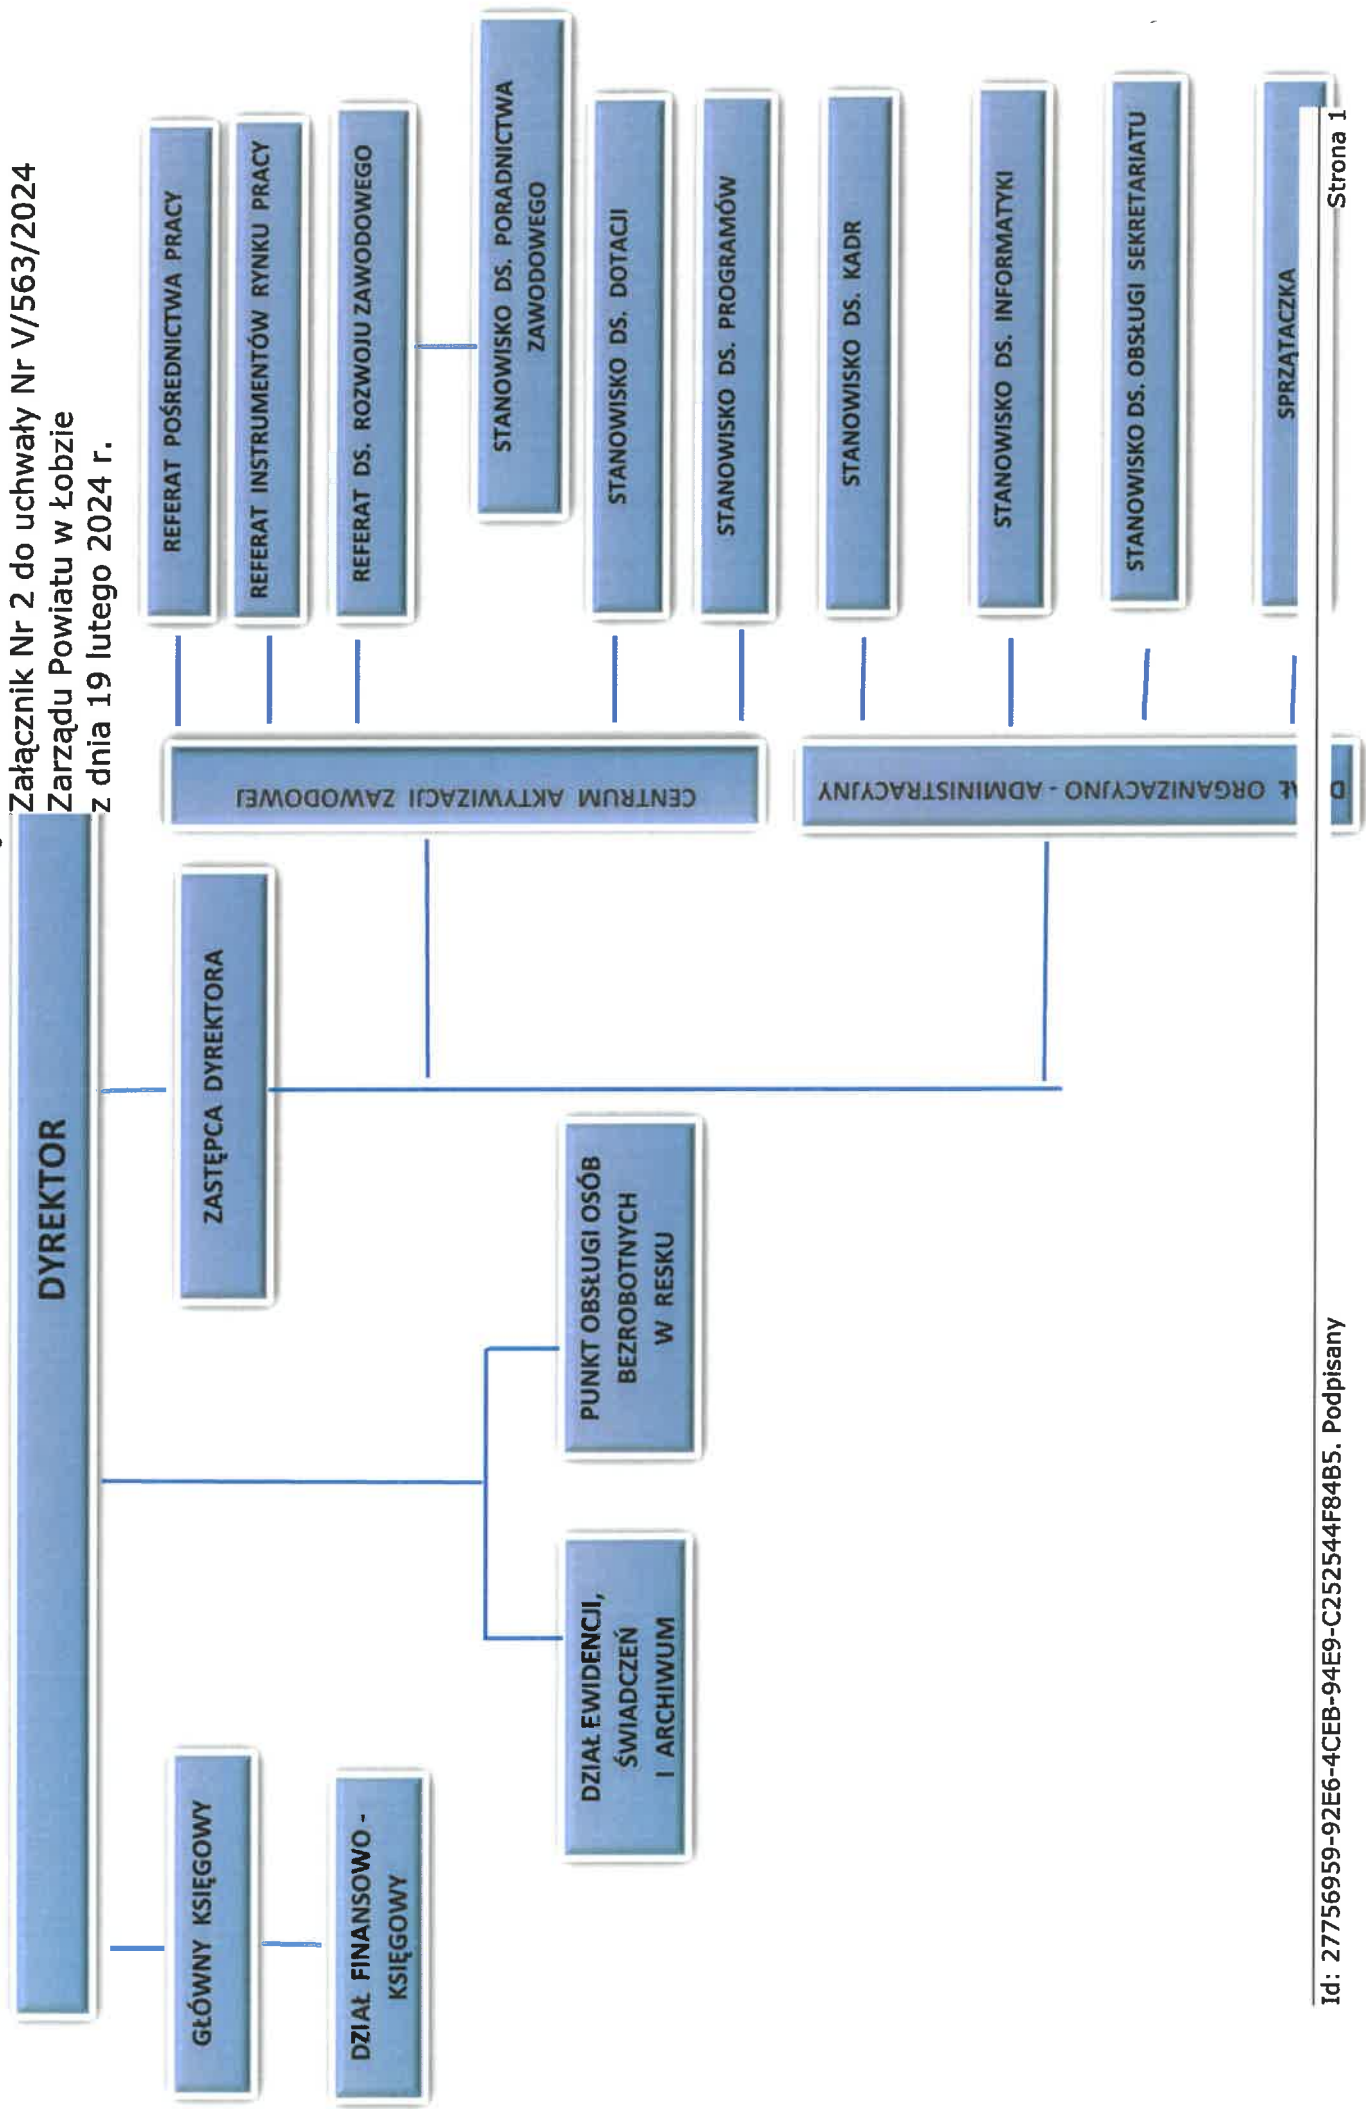 Załącznik Nr 2 do uchwały Nr V/563/2024
Zarządu Powiatu w Łobzie
z dnia 19 lutego 2024 r.
DYREKTOR
GŁÓWNY KSIĘGOWY
DZIAŁ FINANSOWO -
KSIĘGOWY
DZIAŁ EWIDENCJI,
ŚWIADCZEŃ
I ARCHIWUM
PUNKT OBSŁUGI OSÓB
BEZROBOTNYCH
W RESKU
ZASTĘPCA DYREKTORA
CENTRUM AKTYWIZACJI ZAWODOWEJ
REFERAT POŚREDNICTWA PRACY
REFERAT INSTRUMENTÓW RYNKU PRACY
REFERAT DS. ROZWOJU ZAWODOWEGO
STANOWISKO DS. PORADNICTWA
ZAWODOWEGO
STANOWISKO DS. DOTACJI
STANOWISKO DS. PROGRAMÓW
ORGANIZACYJNO - ADMINISTRACYJNY
STANOWISKO DS. KADR
STANOWISKO DS. INFORMATYKI
STANOWISKO DS. OBSŁUGI SEKRETARIATU
SPRZĄTACZKA
Id: 27756959-92E6-4CEB-94E9-C252544F84B5. Podpisany
Strona 1